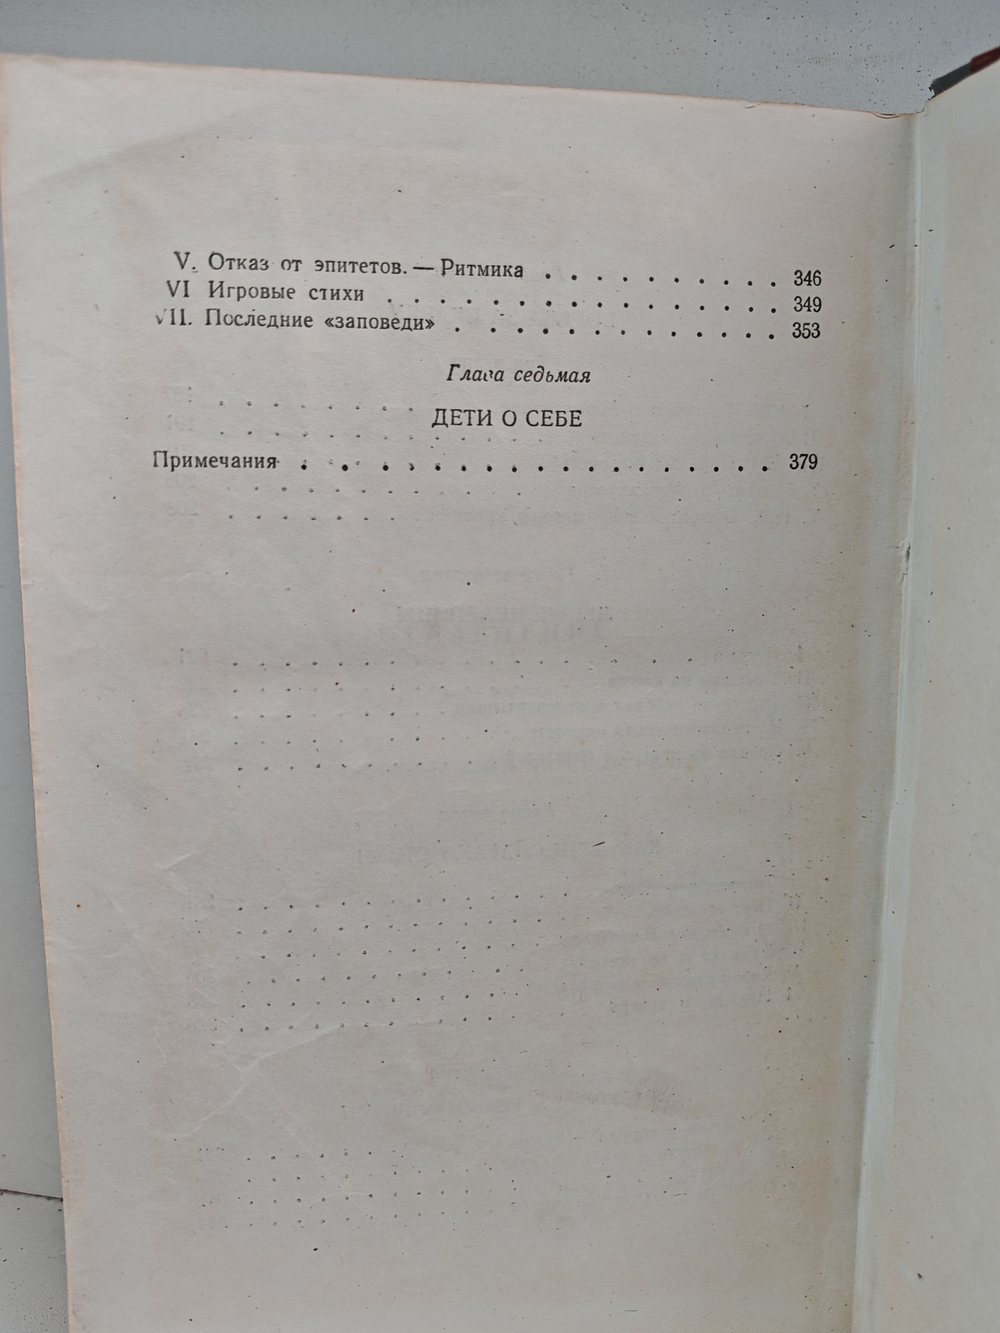 V. Отказ от эпитетов. — Ритмика . . . . . . . . . . 346
VI Игровые стихи . . . . . . . . . . . . . . . 349
VII. Последние «заповеди» . . . . . . . . . . . . . 353
Глава седьмая
ДЕТИ О СЕБЕ
Примечания . . . . . . . . . . . . . . . . . . 379